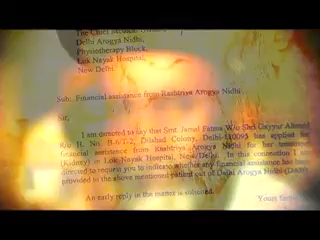 The Chief Medical
Delhi Arogya Nidhi,
Physiotherapy Block,
Lok Nayak Hospital,
New Delhi
Sub: Financial assistance from Rashtriya Arogya Nidhi
Sir,
I am directed to say that Smt. Jamal Fatma W/o Shri Gayyur Ahmad
R/o H. No. B-6/2-2, Dilshad Colony, Delhi-110095 has applied for
financial assistance from Rashtriya Arogya Nidhi for her treatment
(Kidney) in Lok Nayak Hospital, New Delhi. In this connection I am
directed to request you to indicate whether any financial assistance has been
provided to the above mentioned patient out of Delhi Arogya Nidhi (DAN).
An early reply in the matter is solicited.
Yours